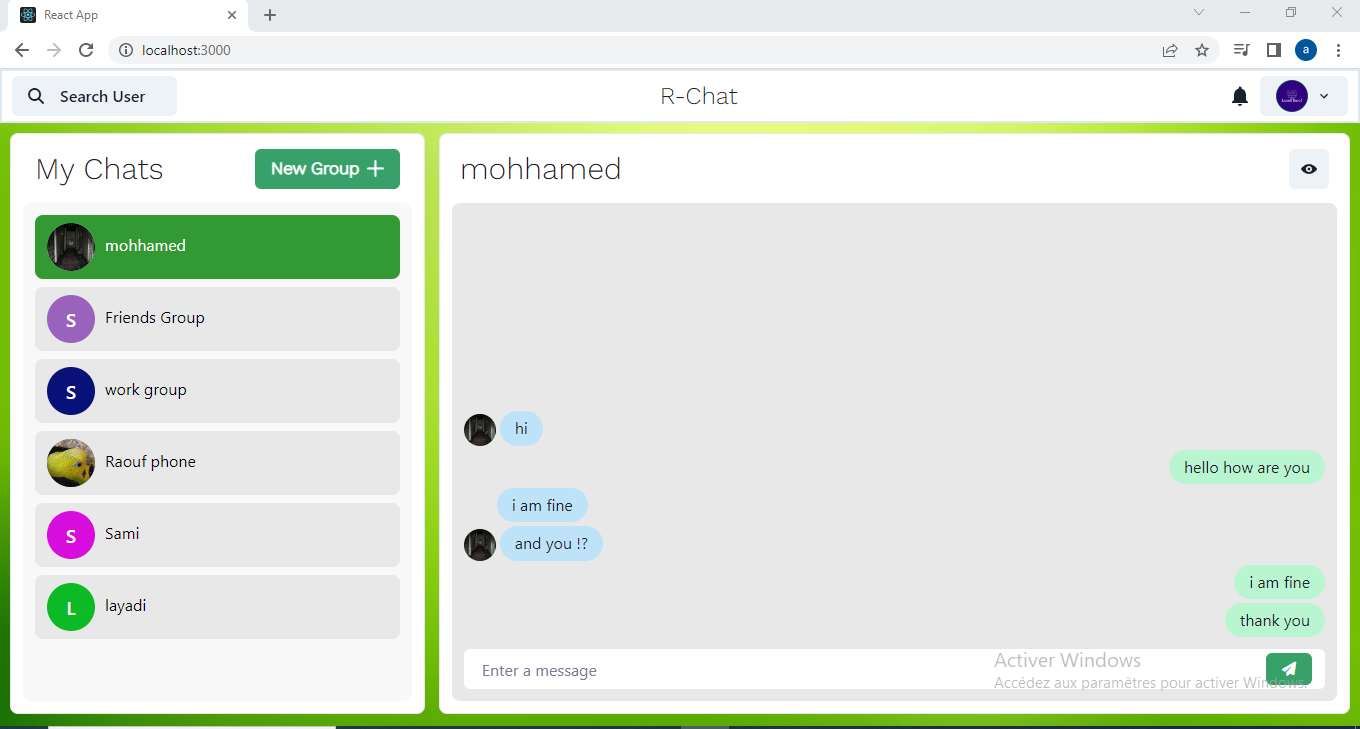 React App
localhost:3000
a
Search User
R-Chat
My Chats
New Group
mohhamed
Friends Group
S
work group
S
Raouf phone
Sami
S
layadi
L
mohhamed
hi
hello how are you
i am fine
and you !?
i am fine
thank you
Enter a message
Activer Windows
Accédez aux paramètres pour activer Windows.